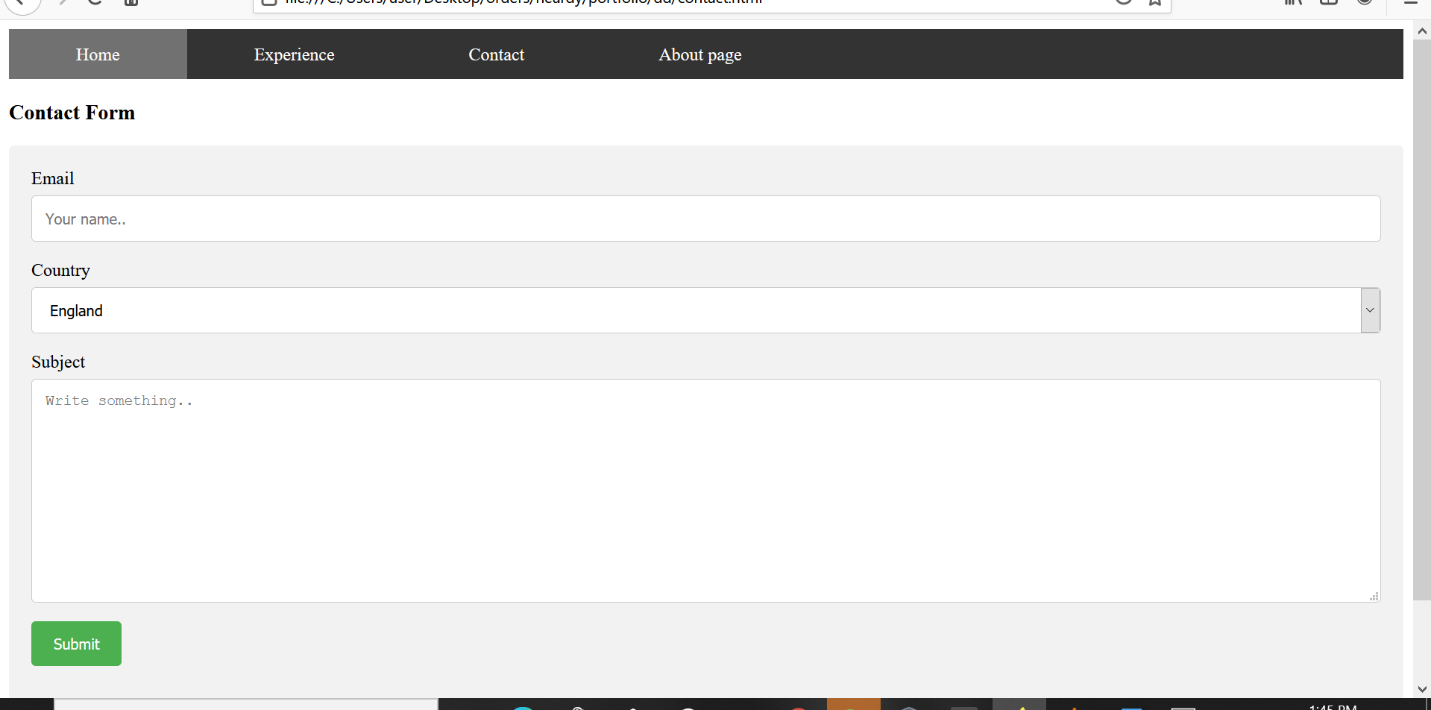 Home Experience Contact About page
Contact Form
Email
Your name..
Country
England
Subject
Write something..
Submit